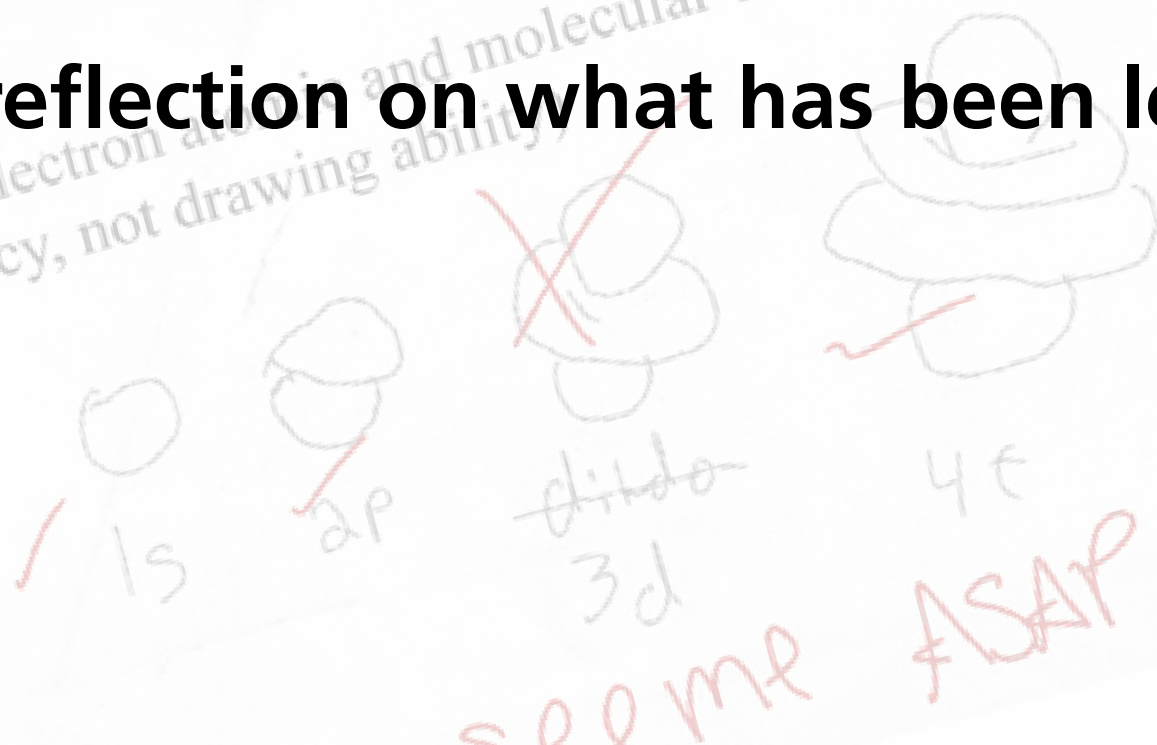 reflection on what has been
lectron atomic and molecular
cy, not drawing ability,
1s
2p
dildo
3d
4f
see me ASAP